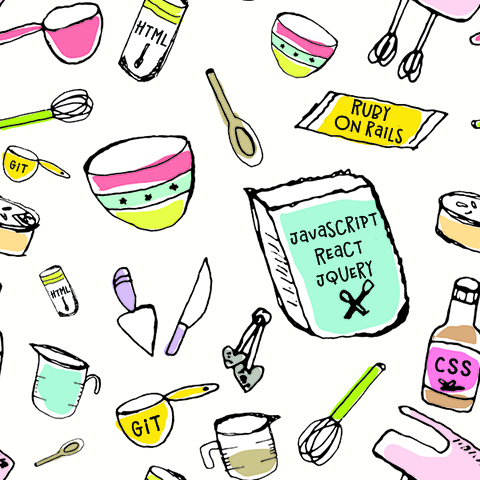 HTML
RUBY
ON RaiLS
GiT
JavaSCRIPT
ReaCT
JQUERY
HTML
CSS
GiT